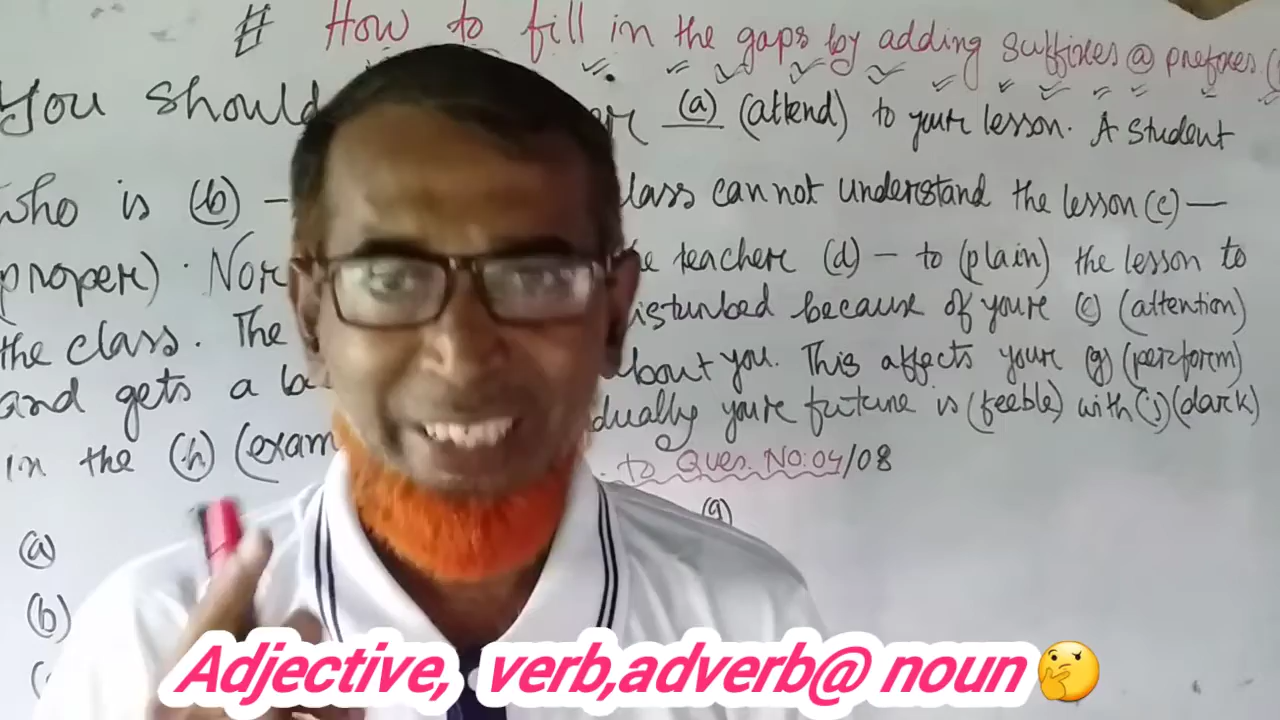 # How to fill in the gaps by adding suffixes @ prefixes.
You should (a) (attend) to your lesson. A student
who is (b) – class cannot understand the lesson (c) –
proper). Nor teacher (d) – to (plain) the lesson to
the class. The disturbed because of your (e) (attention)
and gets a about you. This affects your (g) (perform)
in the (h) (exam dually your future is (feeble) with (i) (dark)
to Ques. No: 04/08
(a) (g)
(b)
Adjective, verb,adverb@ noun🤔